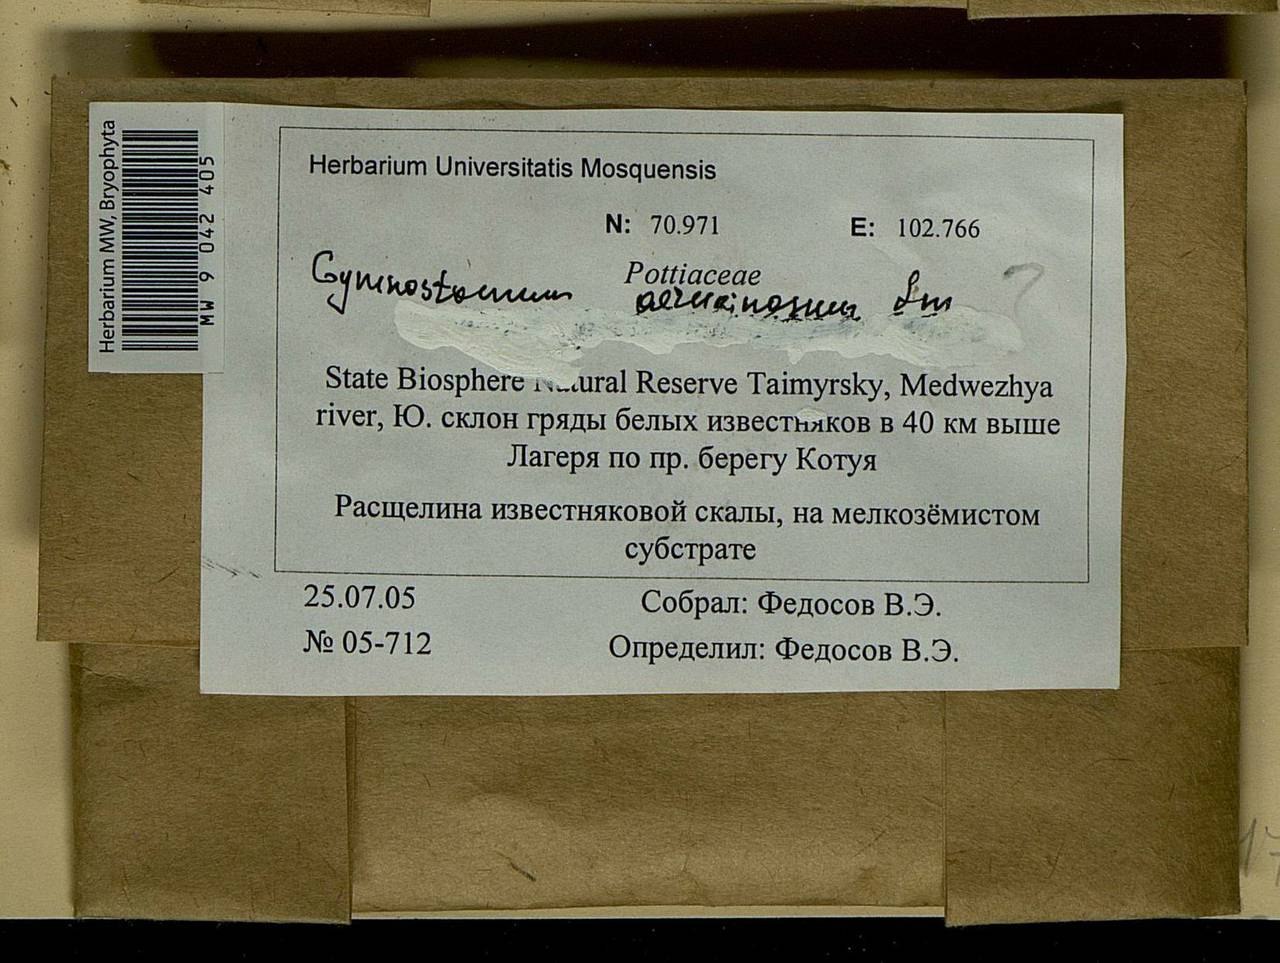 Herbarium MW, Bryophyta
MW 9 042 405
Herbarium Universitatis Mosquensis
N: 70.971 E: 102.766
Pottiaceae
Gymnostomum aeruginosum Sm ?
State Biosphere Natural Reserve Taimyrsky, Medwezhya
river, Ю. склон гряды белых известняков в 40 км выше
Лагеря по пр. берегу Котуя
Расщелина известняковой скалы, на мелкозёмистом
субстрате
25.07.05 Собрал: Федосов В.Э.
№ 05-712 Определил: Федосов В.Э.
17